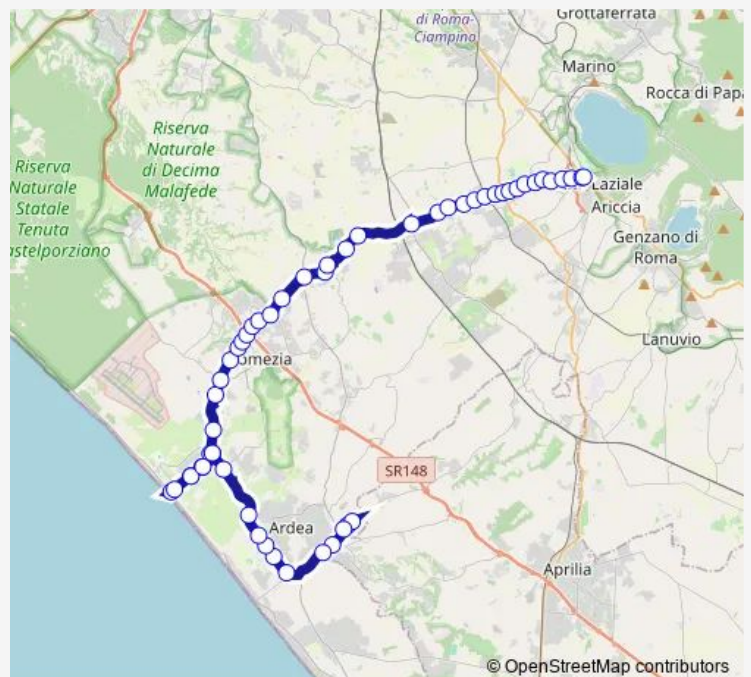 Grottaferrata
di Roma-
Ciampino
Marino
Rocca di Papa
Riserva
Naturale
di Decima
Malafede
Riserva
Naturale
Statale
Tenuta
astelporziano
Laziale
Ariccia
Genzano di
Roma
Lanuvio
omezia
SR148
Ardea
Aprilia
© OpenStreetMap contributors